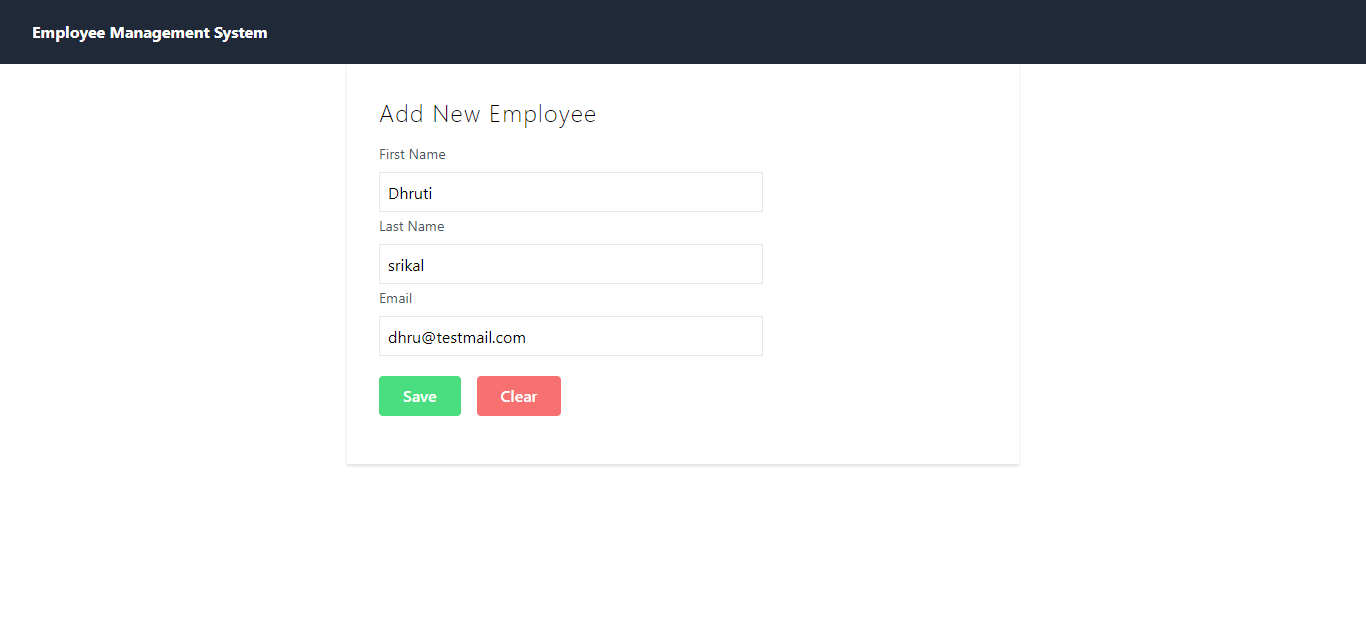 Employee Management System
Add New Employee
First Name
Dhruti
Last Name
srikal
Email
dhru@testmail.com
Save Clear